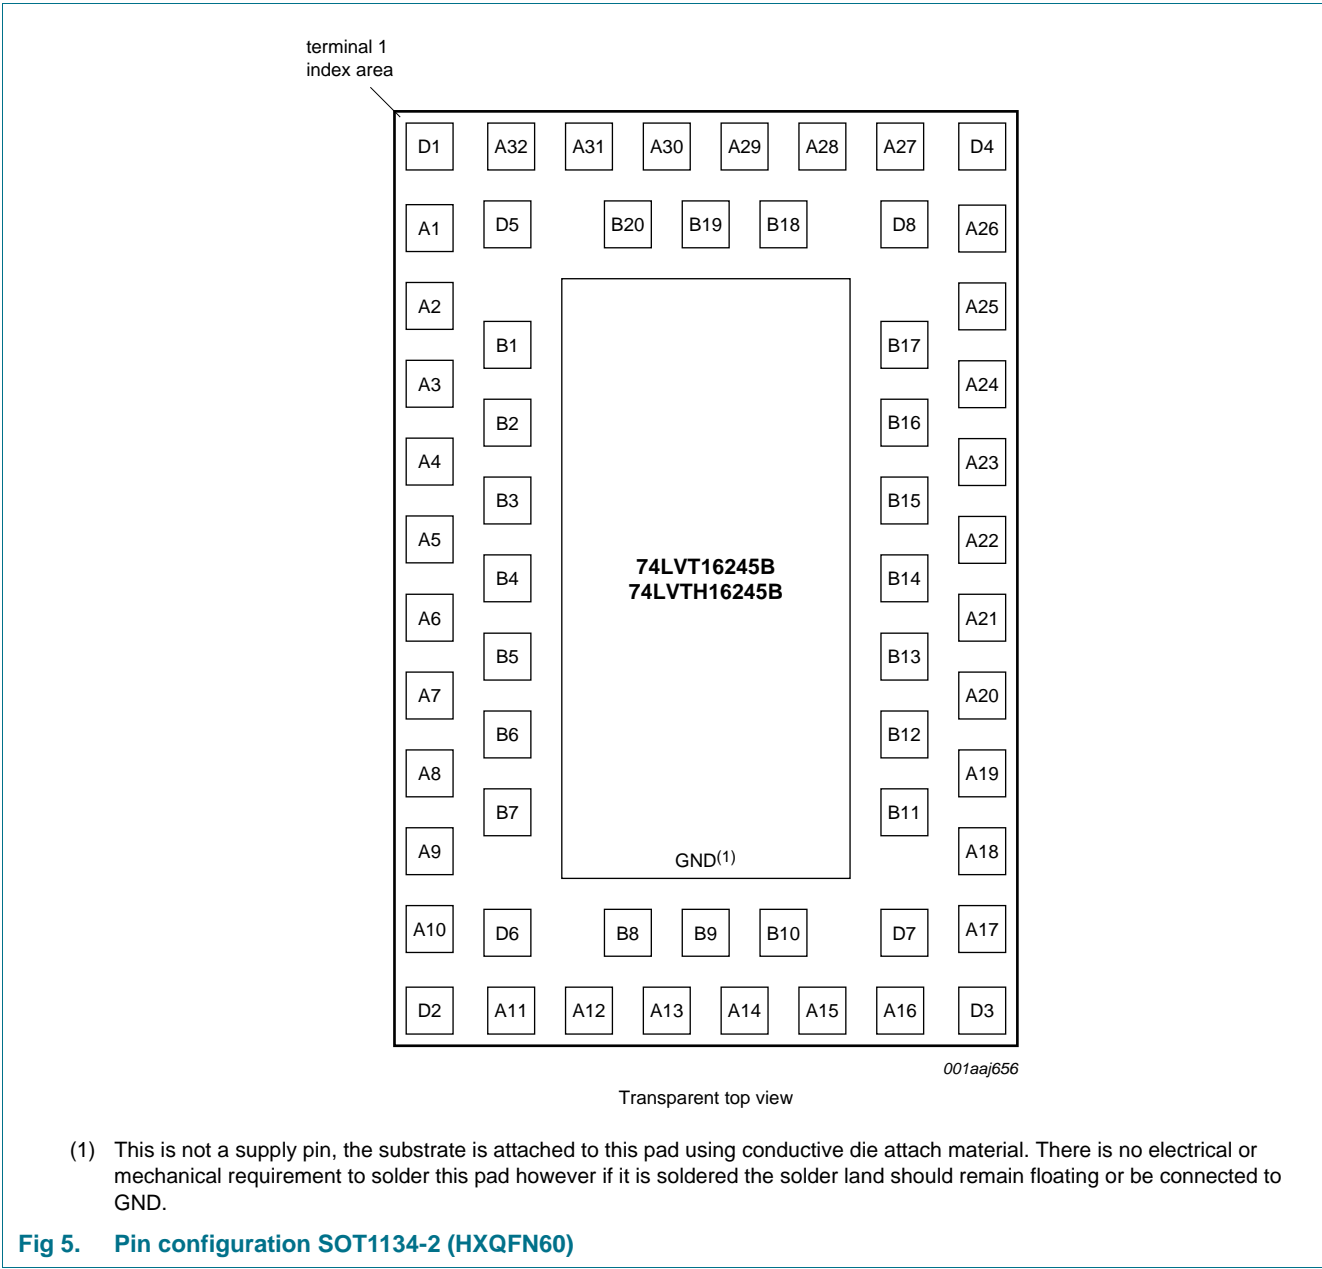 terminal 1
index area
D1 A32 A31 A30 A29 A28 A27 D4
A1 D5 B20 B19 B18 D8 A26
A2 A25
B1 B17
A3 A24
B2 B16
A4 A23
B3 B15
A5 A22
74LVT16245B
B4 B14
74LVTH16245B
A6 A21
B5 B13
A7 A20
B6 B12
A8 A19
B7 B11
A9 GND(1) A18
A10 D6 B8 B9 B10 D7 A17
D2 A11 A12 A13 A14 A15 A16 D3
001aaj656
Transparent top view
(1) This is not a supply pin, the substrate is attached to this pad using conductive die attach material. There is no electrical or
mechanical requirement to solder this pad however if it is soldered the solder land should remain floating or be connected to
GND.
Fig 5. Pin configuration SOT1134-2 (HXQFN60)